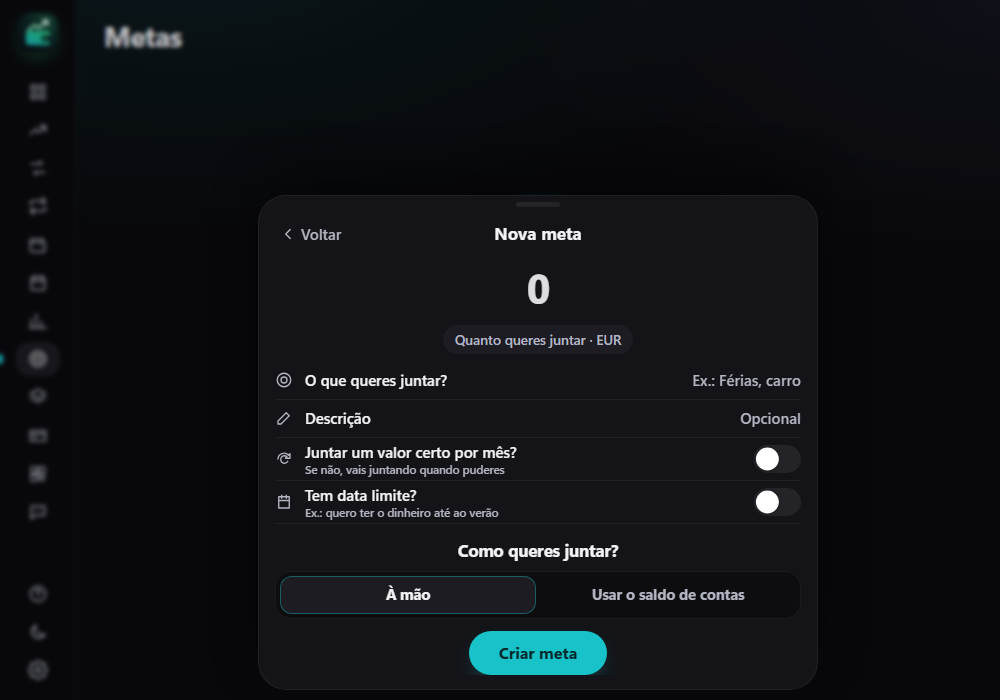 Metas
Voltar
Nova meta
0
Quanto queres juntar · EUR
O que queres juntar?
Ex.: Férias, carro
Descrição
Opcional
Juntar um valor certo por mês?
Se não, vais juntando quando puderes
Tem data limite?
Ex.: quero ter o dinheiro até ao verão
Como queres juntar?
À mão
Usar o saldo de contas
Criar meta